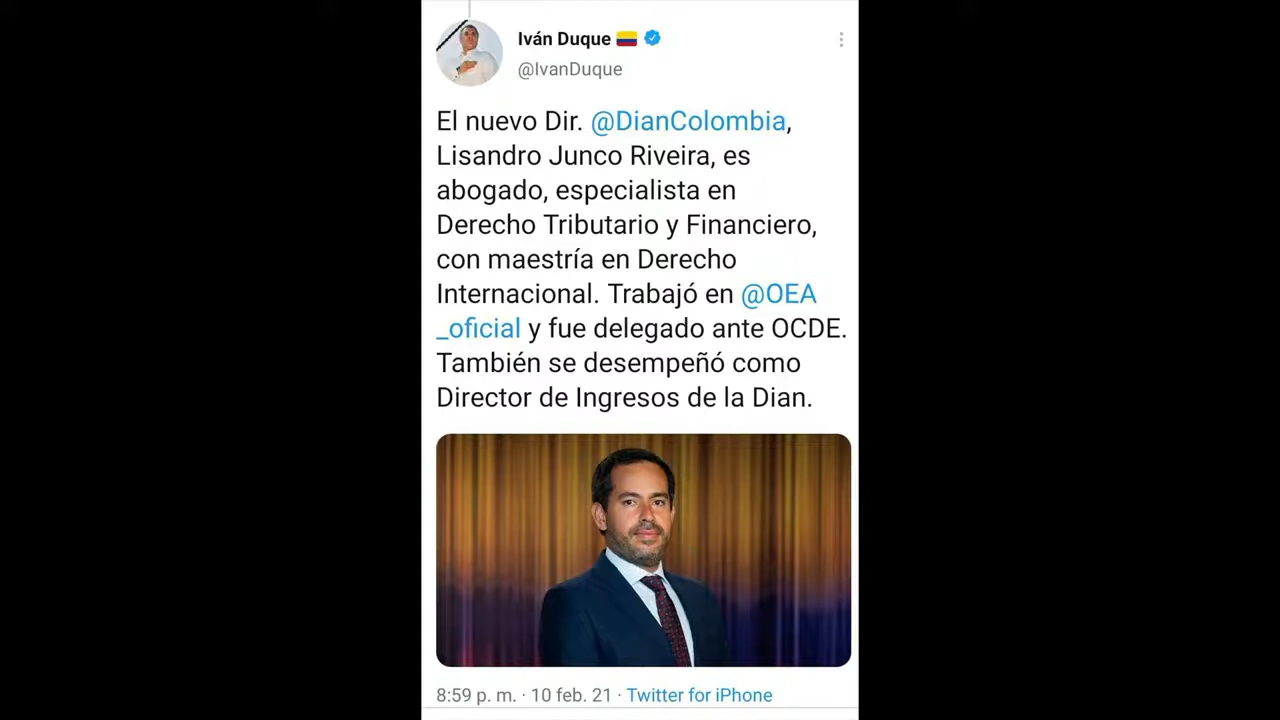 Iván Duque
@IvanDuque
El nuevo Dir. @DianColombia,
Lisandro Junco Riveira, es
abogado, especialista en
Derecho Tributario y Financiero,
con maestría en Derecho
Internacional. Trabajó en @OEA
_oficial y fue delegado ante OCDE.
También se desempeñó como
Director de Ingresos de la Dian.
8:59 p. m. · 10 feb. 21 · Twitter for iPhone